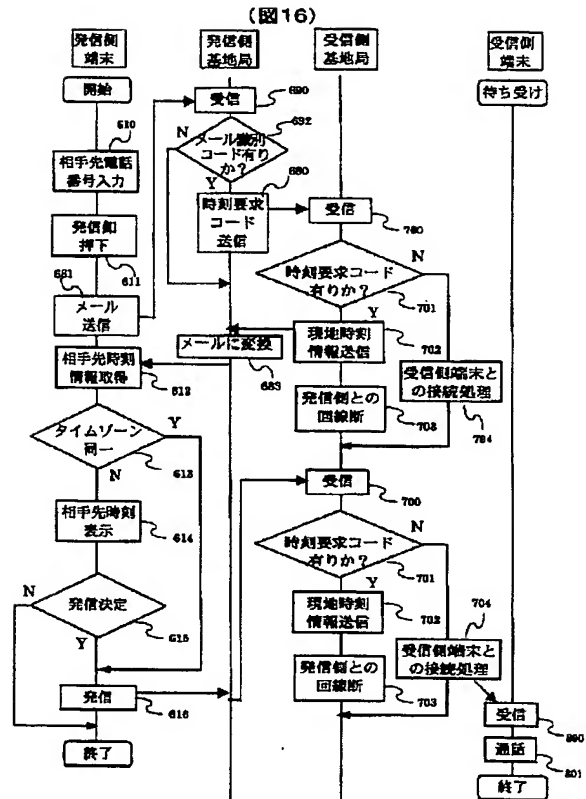 (図16)
発信側
端末
開始
610
相手先電話
番号入力
発信釦
押下
611
681
メール
送信
相手先時刻
情報取得
612
タイムゾーン
同一
Y
N
613
相手先時刻
表示
614
発信決定
N
Y
615
発信
616
終了
発信側
基地局
受信
690
メール識別
コード有り
か?
N
Y
692
時刻要求
コード
送信
680
メールに変換
683
受信側
基地局
受信
700
時刻要求コード
有りか?
N
Y
701
現地時刻
情報送信
702
発信側との
回線断
703
受信側端末と
の接続処理
704
受信
700
時刻要求コード
有りか?
N
Y
701
現地時刻
情報送信
702
発信側との
回線断
703
704
受信側端末と
の接続処理
受信側
端末
待ち受け
受信
800
通話
801
終了